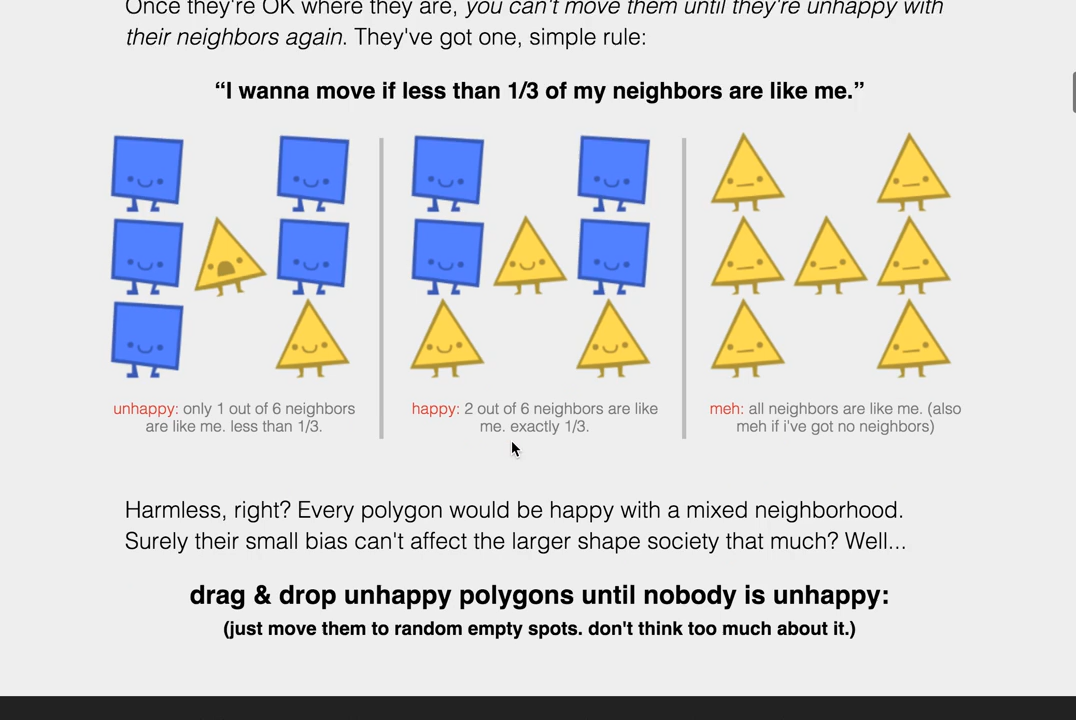 Once they're OK where they are, you can't move them until they're unhappy with
their neighbors again. They've got one, simple rule:
“I wanna move if less than 1/3 of my neighbors are like me.”
unhappy: only 1 out of 6 neighbors
are like me. less than 1/3.
happy: 2 out of 6 neighbors are like
me. exactly 1/3.
meh: all neighbors are like me. (also
meh if i've got no neighbors)
Harmless, right? Every polygon would be happy with a mixed neighborhood.
Surely their small bias can't affect the larger shape society that much? Well...
drag & drop unhappy polygons until nobody is unhappy:
(just move them to random empty spots. don't think too much about it.)